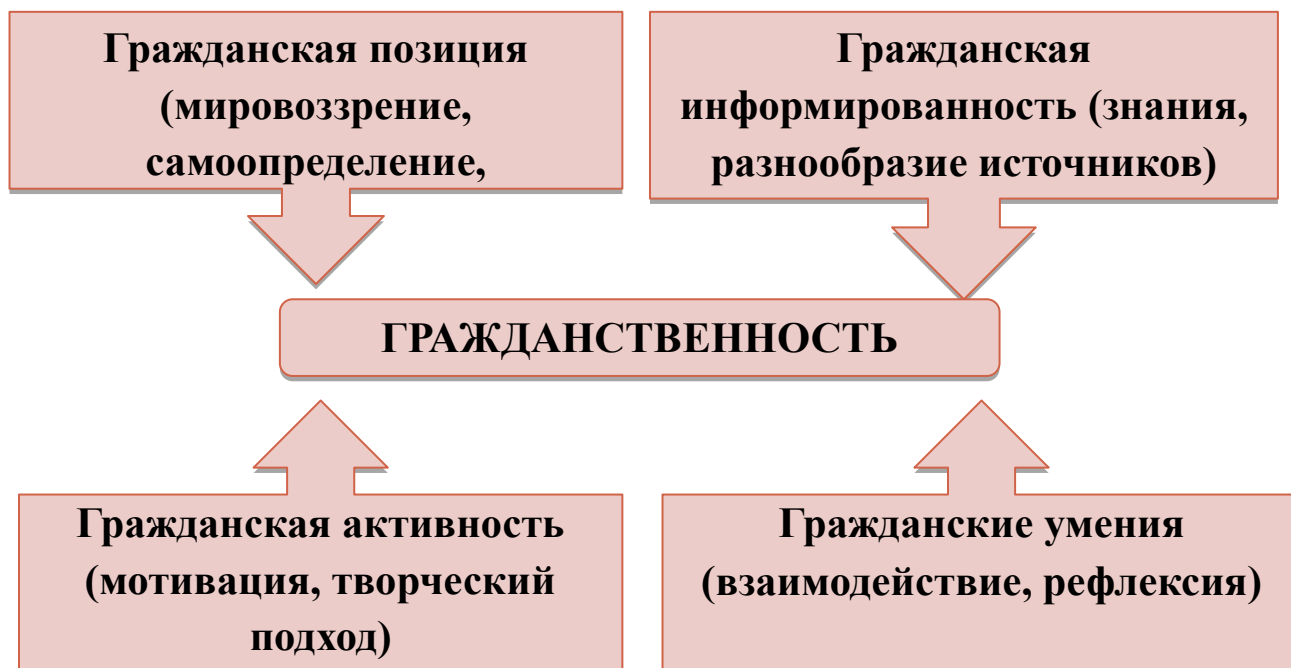 Гражданская позиция
(мировоззрение,
самоопределение,
Гражданская
информированность (знания,
разнообразие источников)
ГРАЖДАНСТВЕННОСТЬ
Гражданская активность
(мотивация, творческий
подход)
Гражданские умения
(взаимодействие, рефлексия)